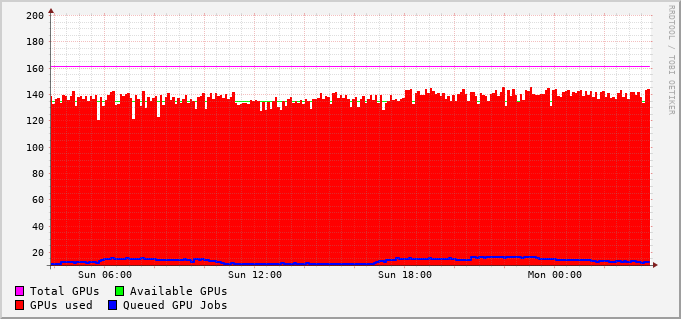 200
180
160
140
120
100
80
60
40
20
Sun 06:00 Sun 12:00 Sun 18:00 Mon 00:00
Total GPUs Available GPUs
GPUs used Queued GPU Jobs
RRDTOOL / TOBI OETIKER